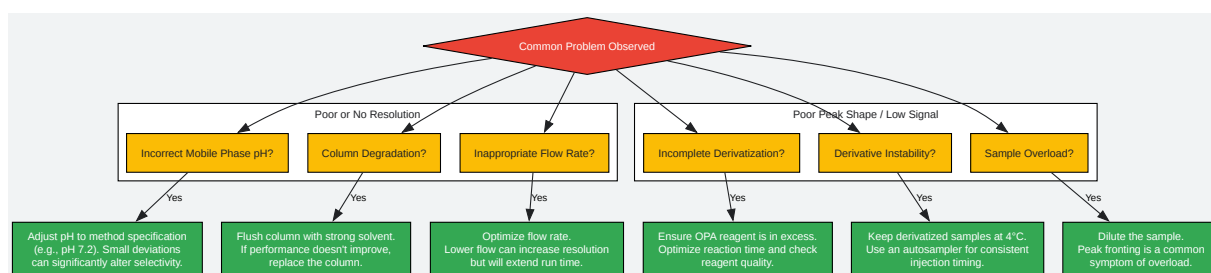 Common Problem Observed
Poor or No Resolution
Poor Peak Shape / Low Signal
Incorrect Mobile Phase pH?
Column Degradation?
Inappropriate Flow Rate?
Incomplete Derivatization?
Derivative Instability?
Sample Overload?
Yes
Yes
Yes
Yes
Yes
Yes
Adjust pH to method specification
(e.g., pH 7.2). Small deviations
can significantly alter selectivity.
Flush column with strong solvent.
If performance doesn't improve,
replace the column.
Optimize flow rate.
Lower flow can increase resolution
but will extend run time.
Ensure OPA reagent is in excess.
Optimize reaction time and check
reagent quality.
Keep derivatized samples at 4°C.
Use an autosampler for consistent
injection timing.
Dilute the sample.
Peak fronting is a common
symptom of overload.